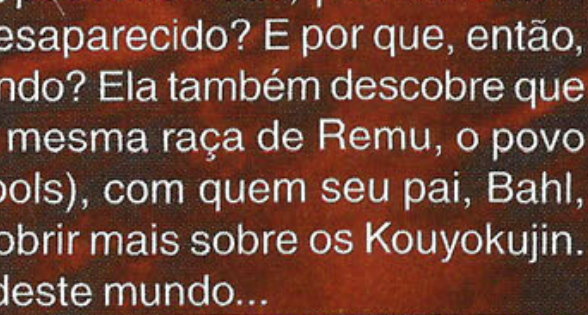 esaparecido? E por que, então,
ndo? Ela também descobre que
mesma raça de Remu, o povo
ools), com quem seu pai, Bahl,
obrir mais sobre os Kouyokujin.
deste mundo...